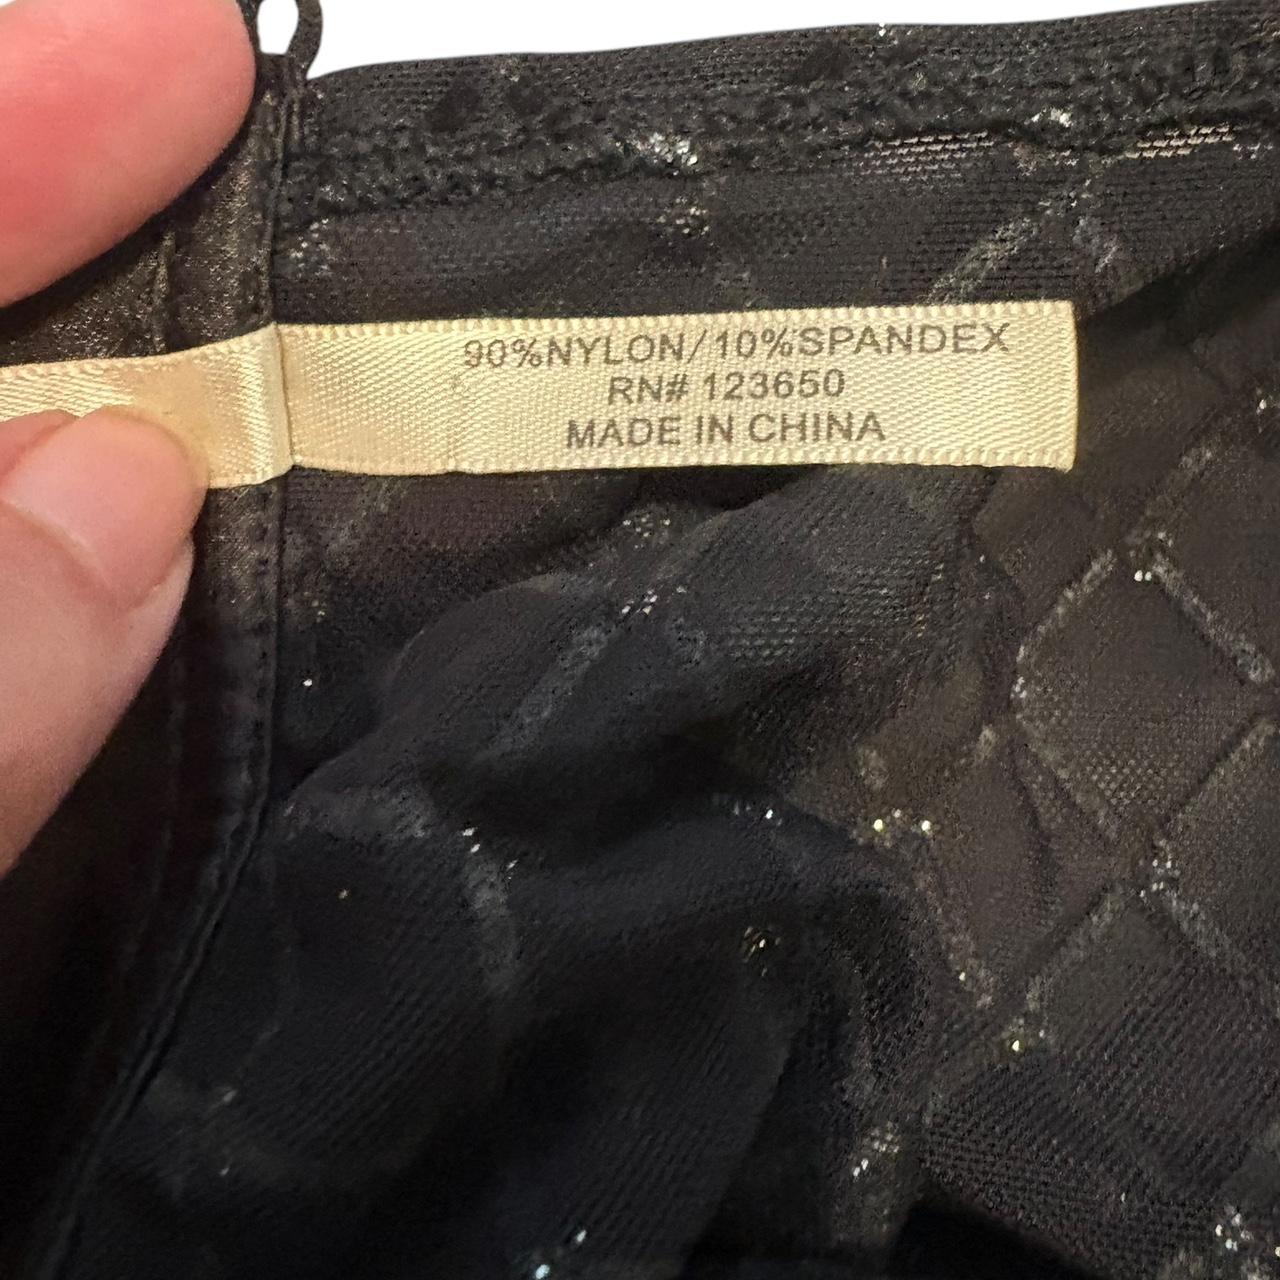 90%NYLON/10%SPANDEX
RN# 123650
MADE IN CHINA